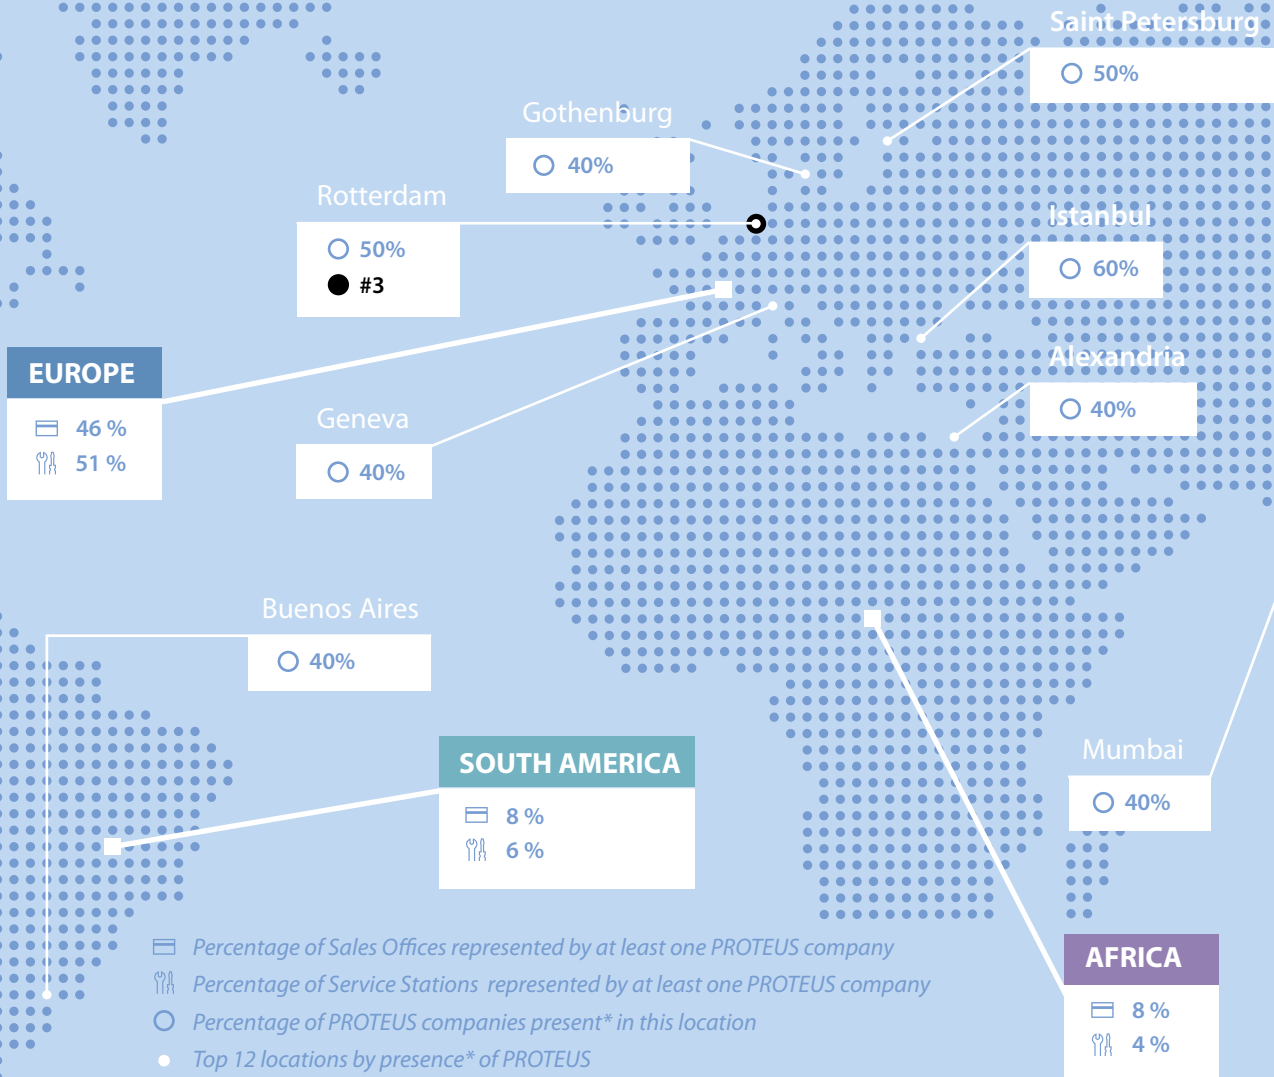 Saint Petersburg
50%
Gothenburg
40%
Rotterdam
50%
#3
Istanbul
60%
EUROPE
46 %
51 %
Alexandria
40%
Geneva
40%
Buenos Aires
40%
SOUTH AMERICA
8 %
6 %
Mumbai
40%
Percentage of Sales Offices represented by at least one PROTEUS company
Percentage of Service Stations represented by at least one PROTEUS company
Percentage of PROTEUS companies present* in this location
Top 12 locations by presence* of PROTEUS
AFRICA
8 %
4 %